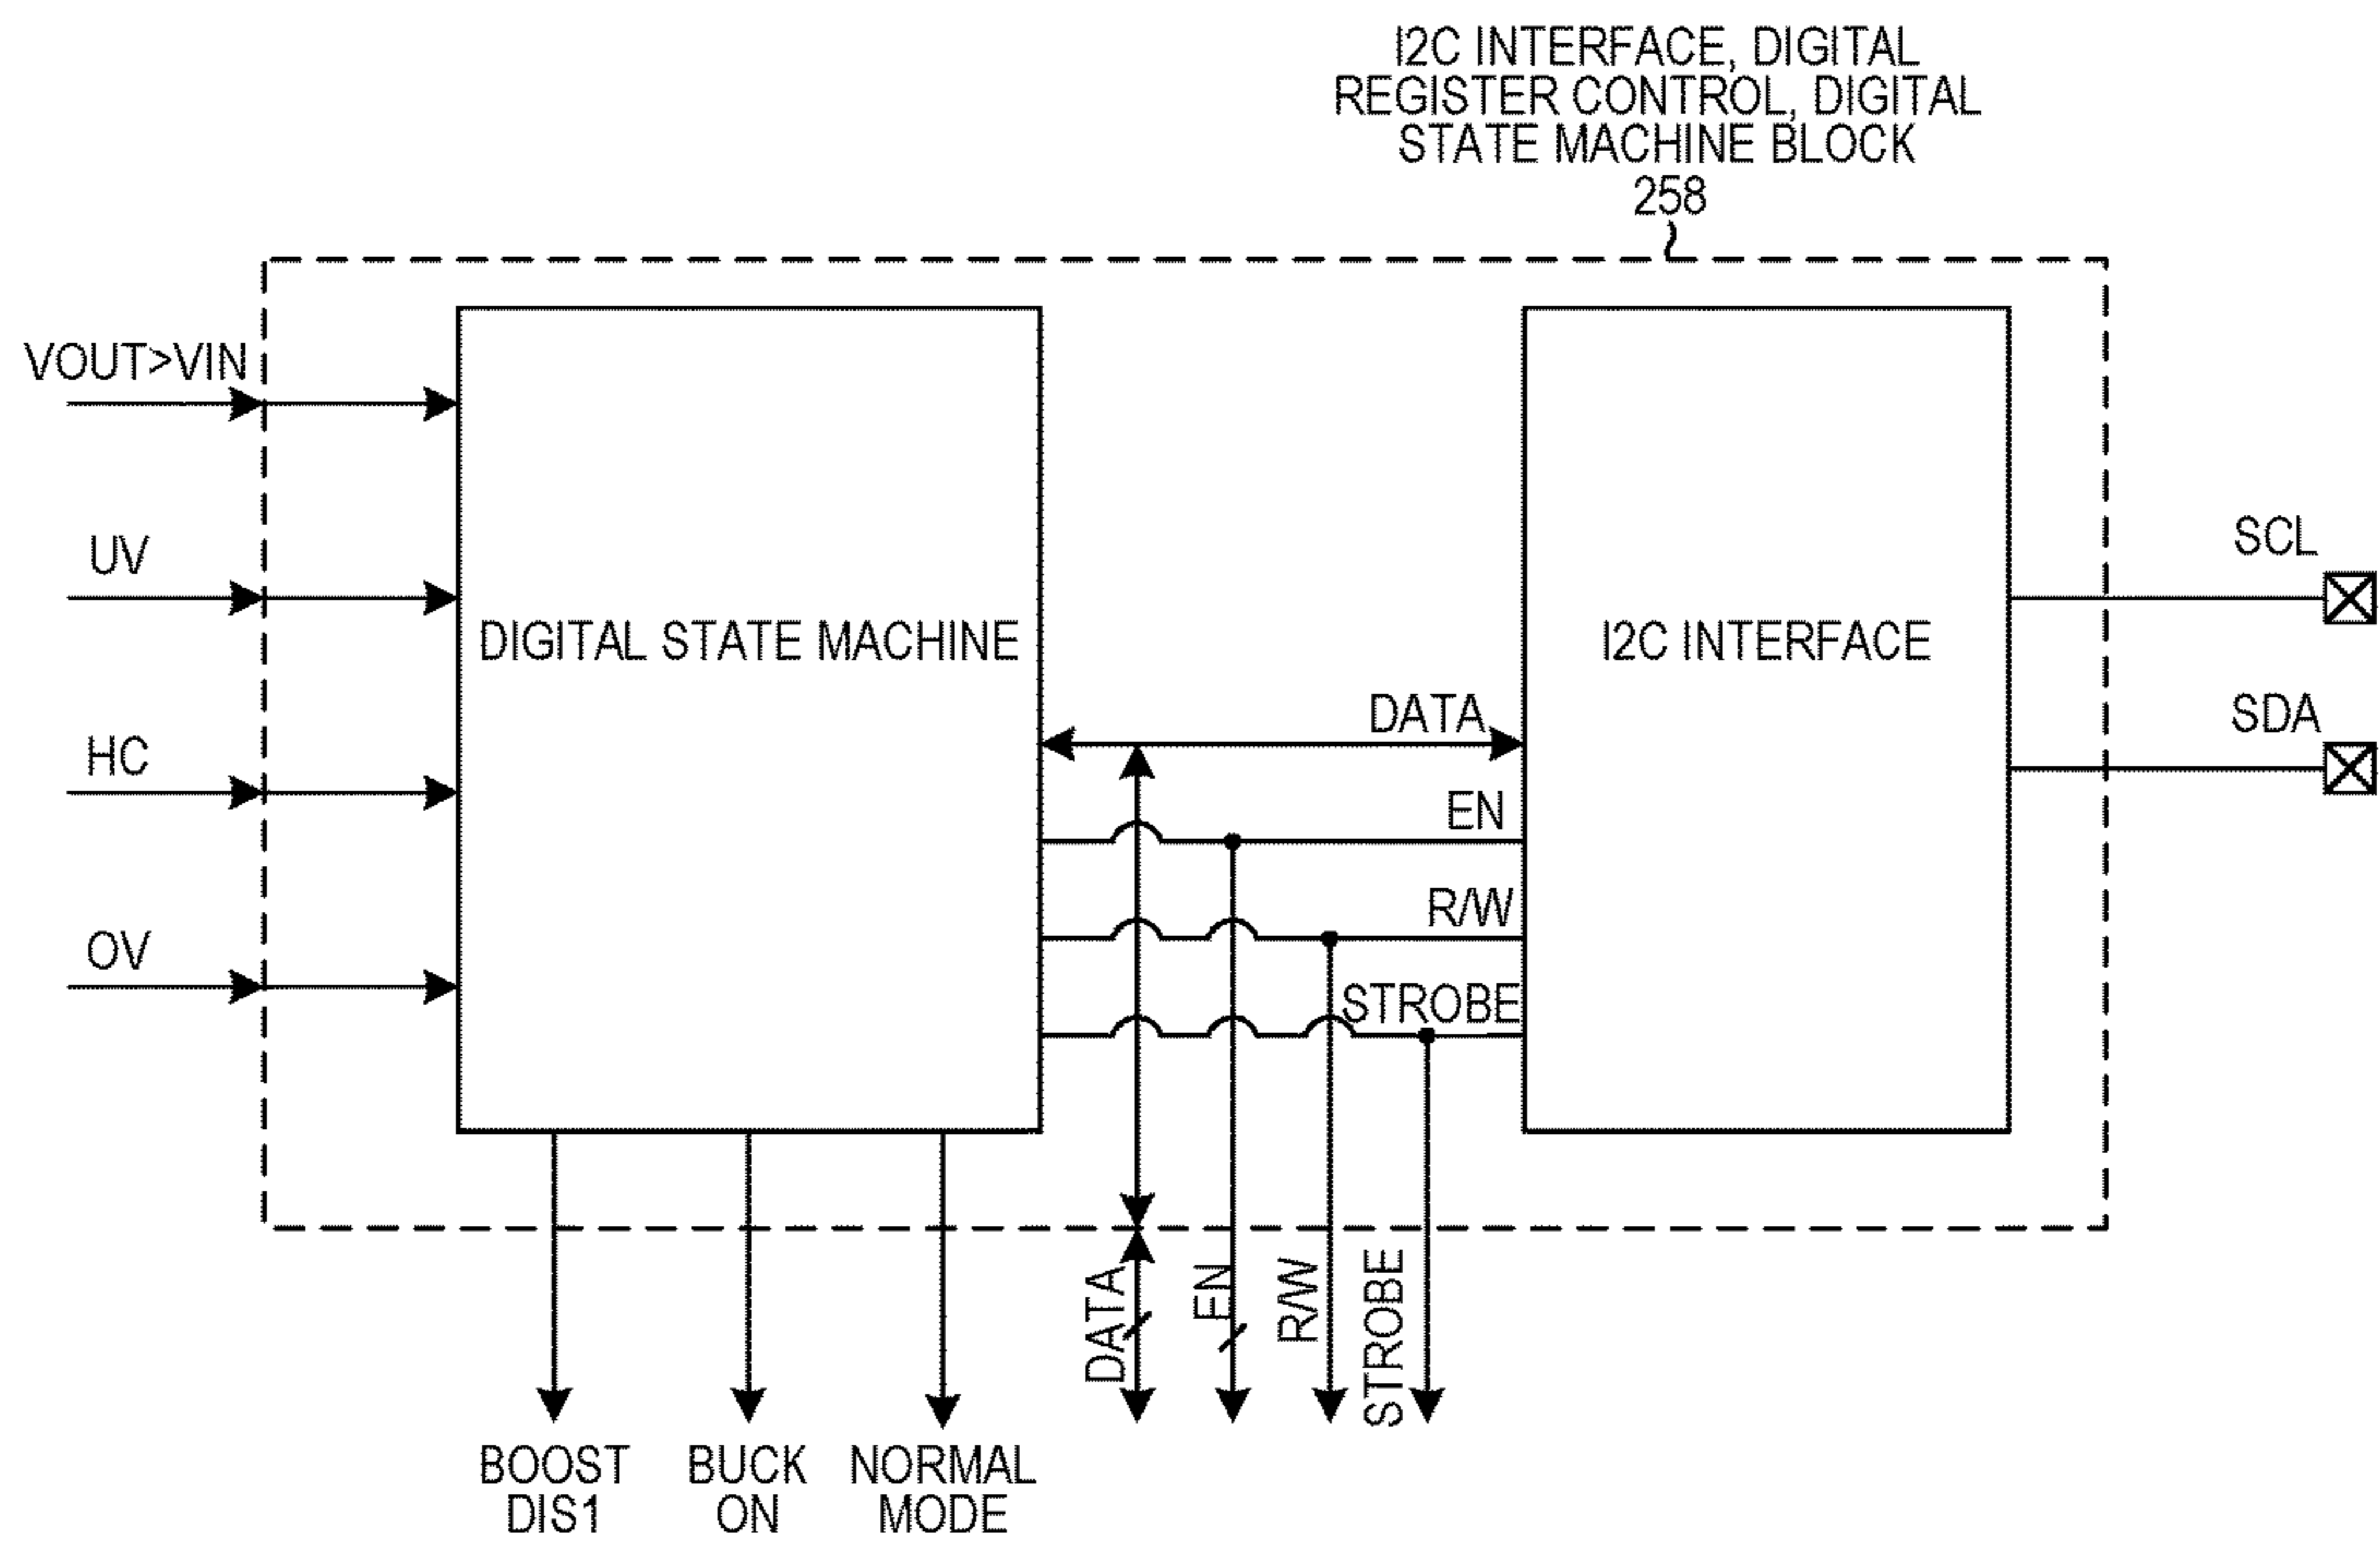 I2C INTERFACE, DIGITAL
REGISTER CONTROL, DIGITAL
STATE MACHINE BLOCK
258
VOUT>VIN
UV
HC
OV
DIGITAL STATE MACHINE
I2C INTERFACE
SCL
SDA
DATA
EN
R/W
STROBE
DATA
EN
R/W
STROBE
BOOST
DIS1
BUCK
ON
NORMAL
MODE